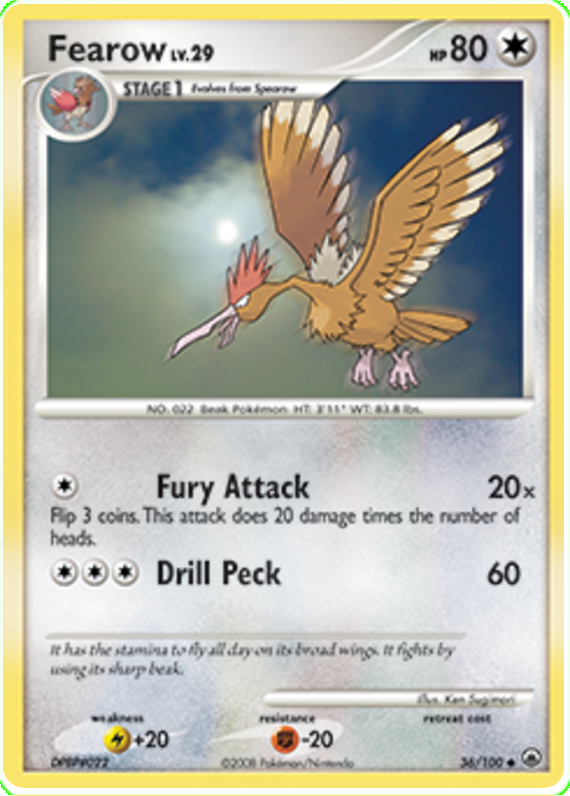 Fearow LV.29 HP 80
STAGE 1 Evolves from Spearow
NO. 022 Beak Pokémon HT: 3'11" WT: 83.8 lbs.
Fury Attack 20x
Flip 3 coins. This attack does 20 damage times the number of
heads.
Drill Peck 60
It has the stamina to fly all day on its broad wings. It fights by
using its sharp beak.
Illus. Ken Sugimori
weakness resistance retreat cost
+20 -20
DPBP#022 ©2008 Pokémon/Nintendo 36/100